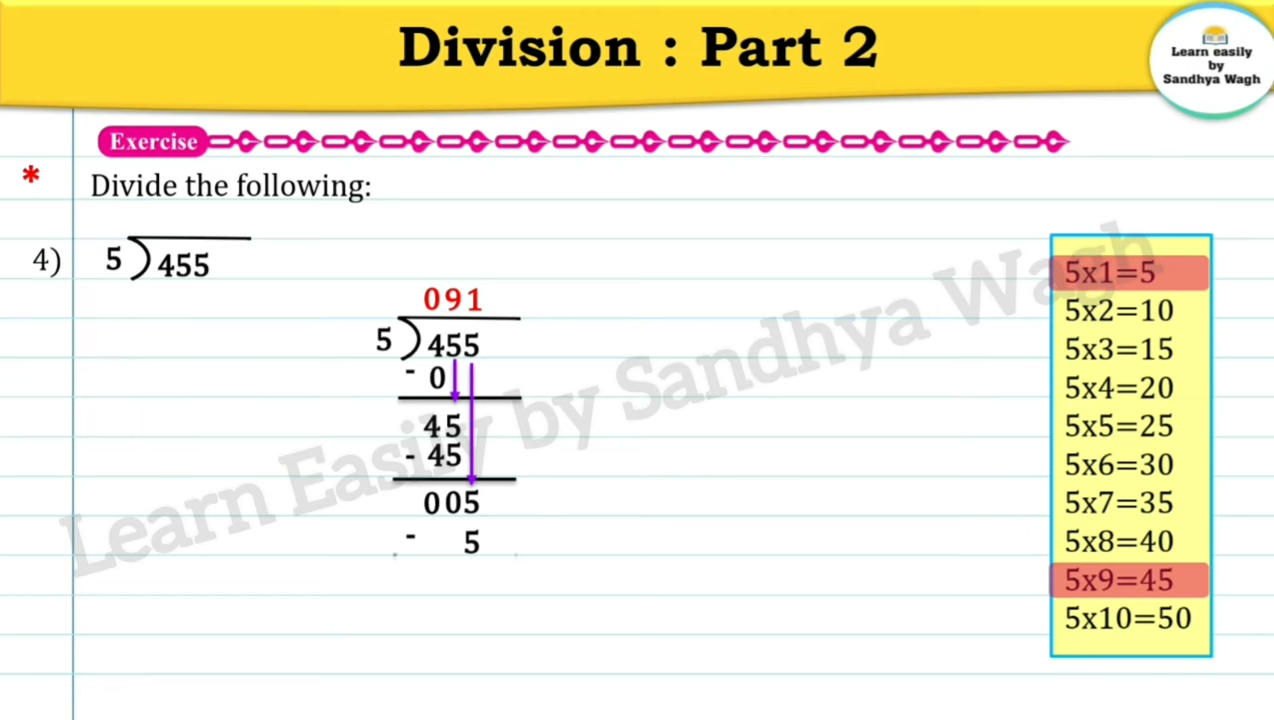 Division : Part 2
Learn easily
by
Sandhya Wagh
Exercise
* Divide the following:
4) 5 ) 455
091
5 ) 455
- 0
45
- 45
005
- 5
5x1=5
5x2=10
5x3=15
5x4=20
5x5=25
5x6=30
5x7=35
5x8=40
5x9=45
5x10=50
Learn Easily by Sandhya Wagh